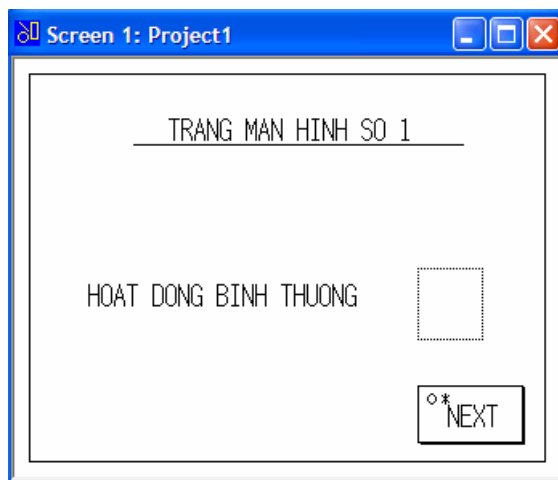 Screen 1: Project1
TRANG MAN HINH SO 1
HOAT DONG BINH THUONG
NEXT